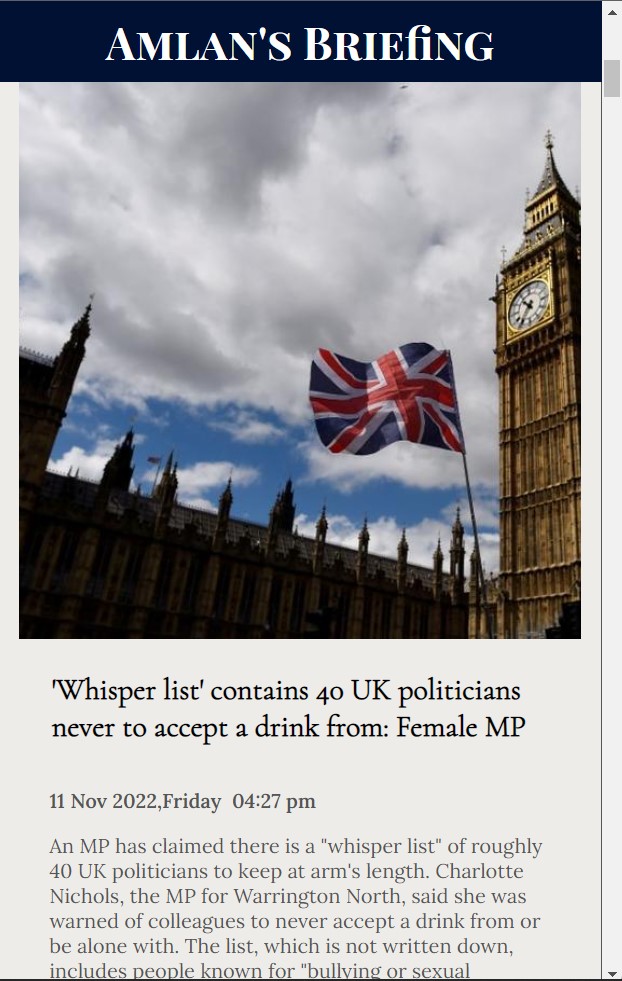 Amlan's Briefing
'Whisper list' contains 40 UK politicians
never to accept a drink from: Female MP
11 Nov 2022,Friday  04:27 pm
An MP has claimed there is a "whisper list" of roughly
40 UK politicians to keep at arm's length. Charlotte
Nichols, the MP for Warrington North, said she was
warned of colleagues to never accept a drink from or
be alone with. The list, which is not written down,
includes people known for "bullying or sexual